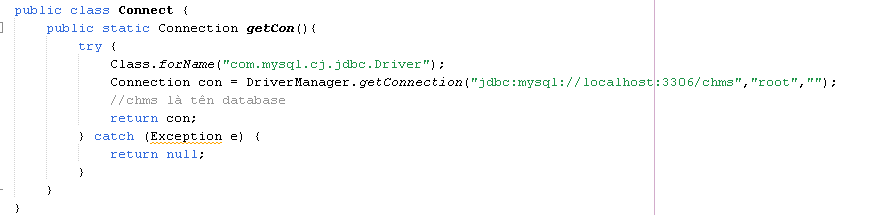 public class Connect {
public static Connection getCon(){
try {
Class.forName("com.mysql.cj.jdbc.Driver");
Connection con = DriverManager.getConnection("jdbc:mysql://localhost:3306/chms","root","");
//chms là tên database
return con;
} catch (Exception e) {
return null;
}
}
}